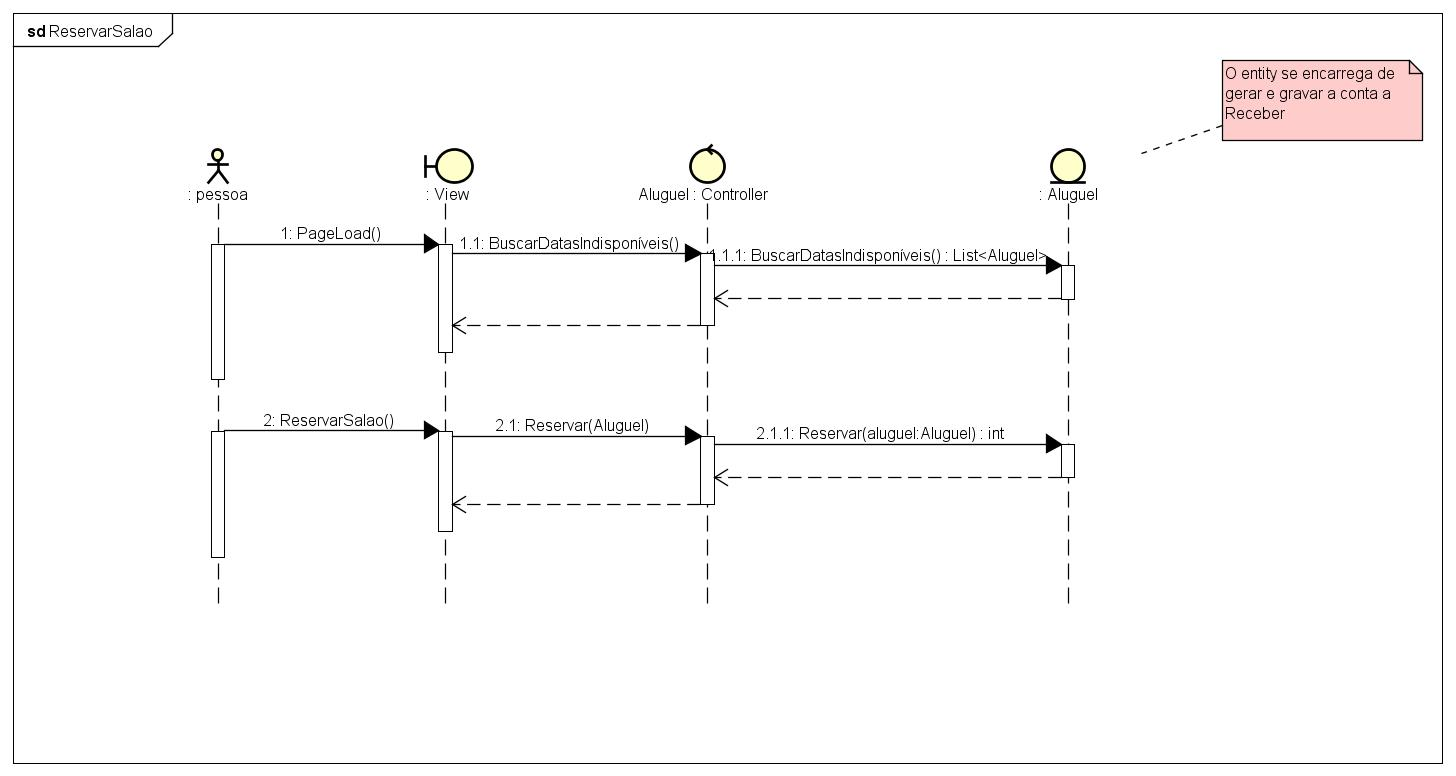 sd ReservarSalao
O entity se encarrega de
gerar e gravar a conta a
Receber
: pessoa
: View
Aluguel : Controller
: Aluguel
1: PageLoad()
1.1: BuscarDatasIndisponíveis()
1.1.1: BuscarDatasIndisponíveis() : List<Aluguel>
2: ReservarSalao()
2.1: Reservar(Aluguel)
2.1.1: Reservar(aluguel:Aluguel) : int